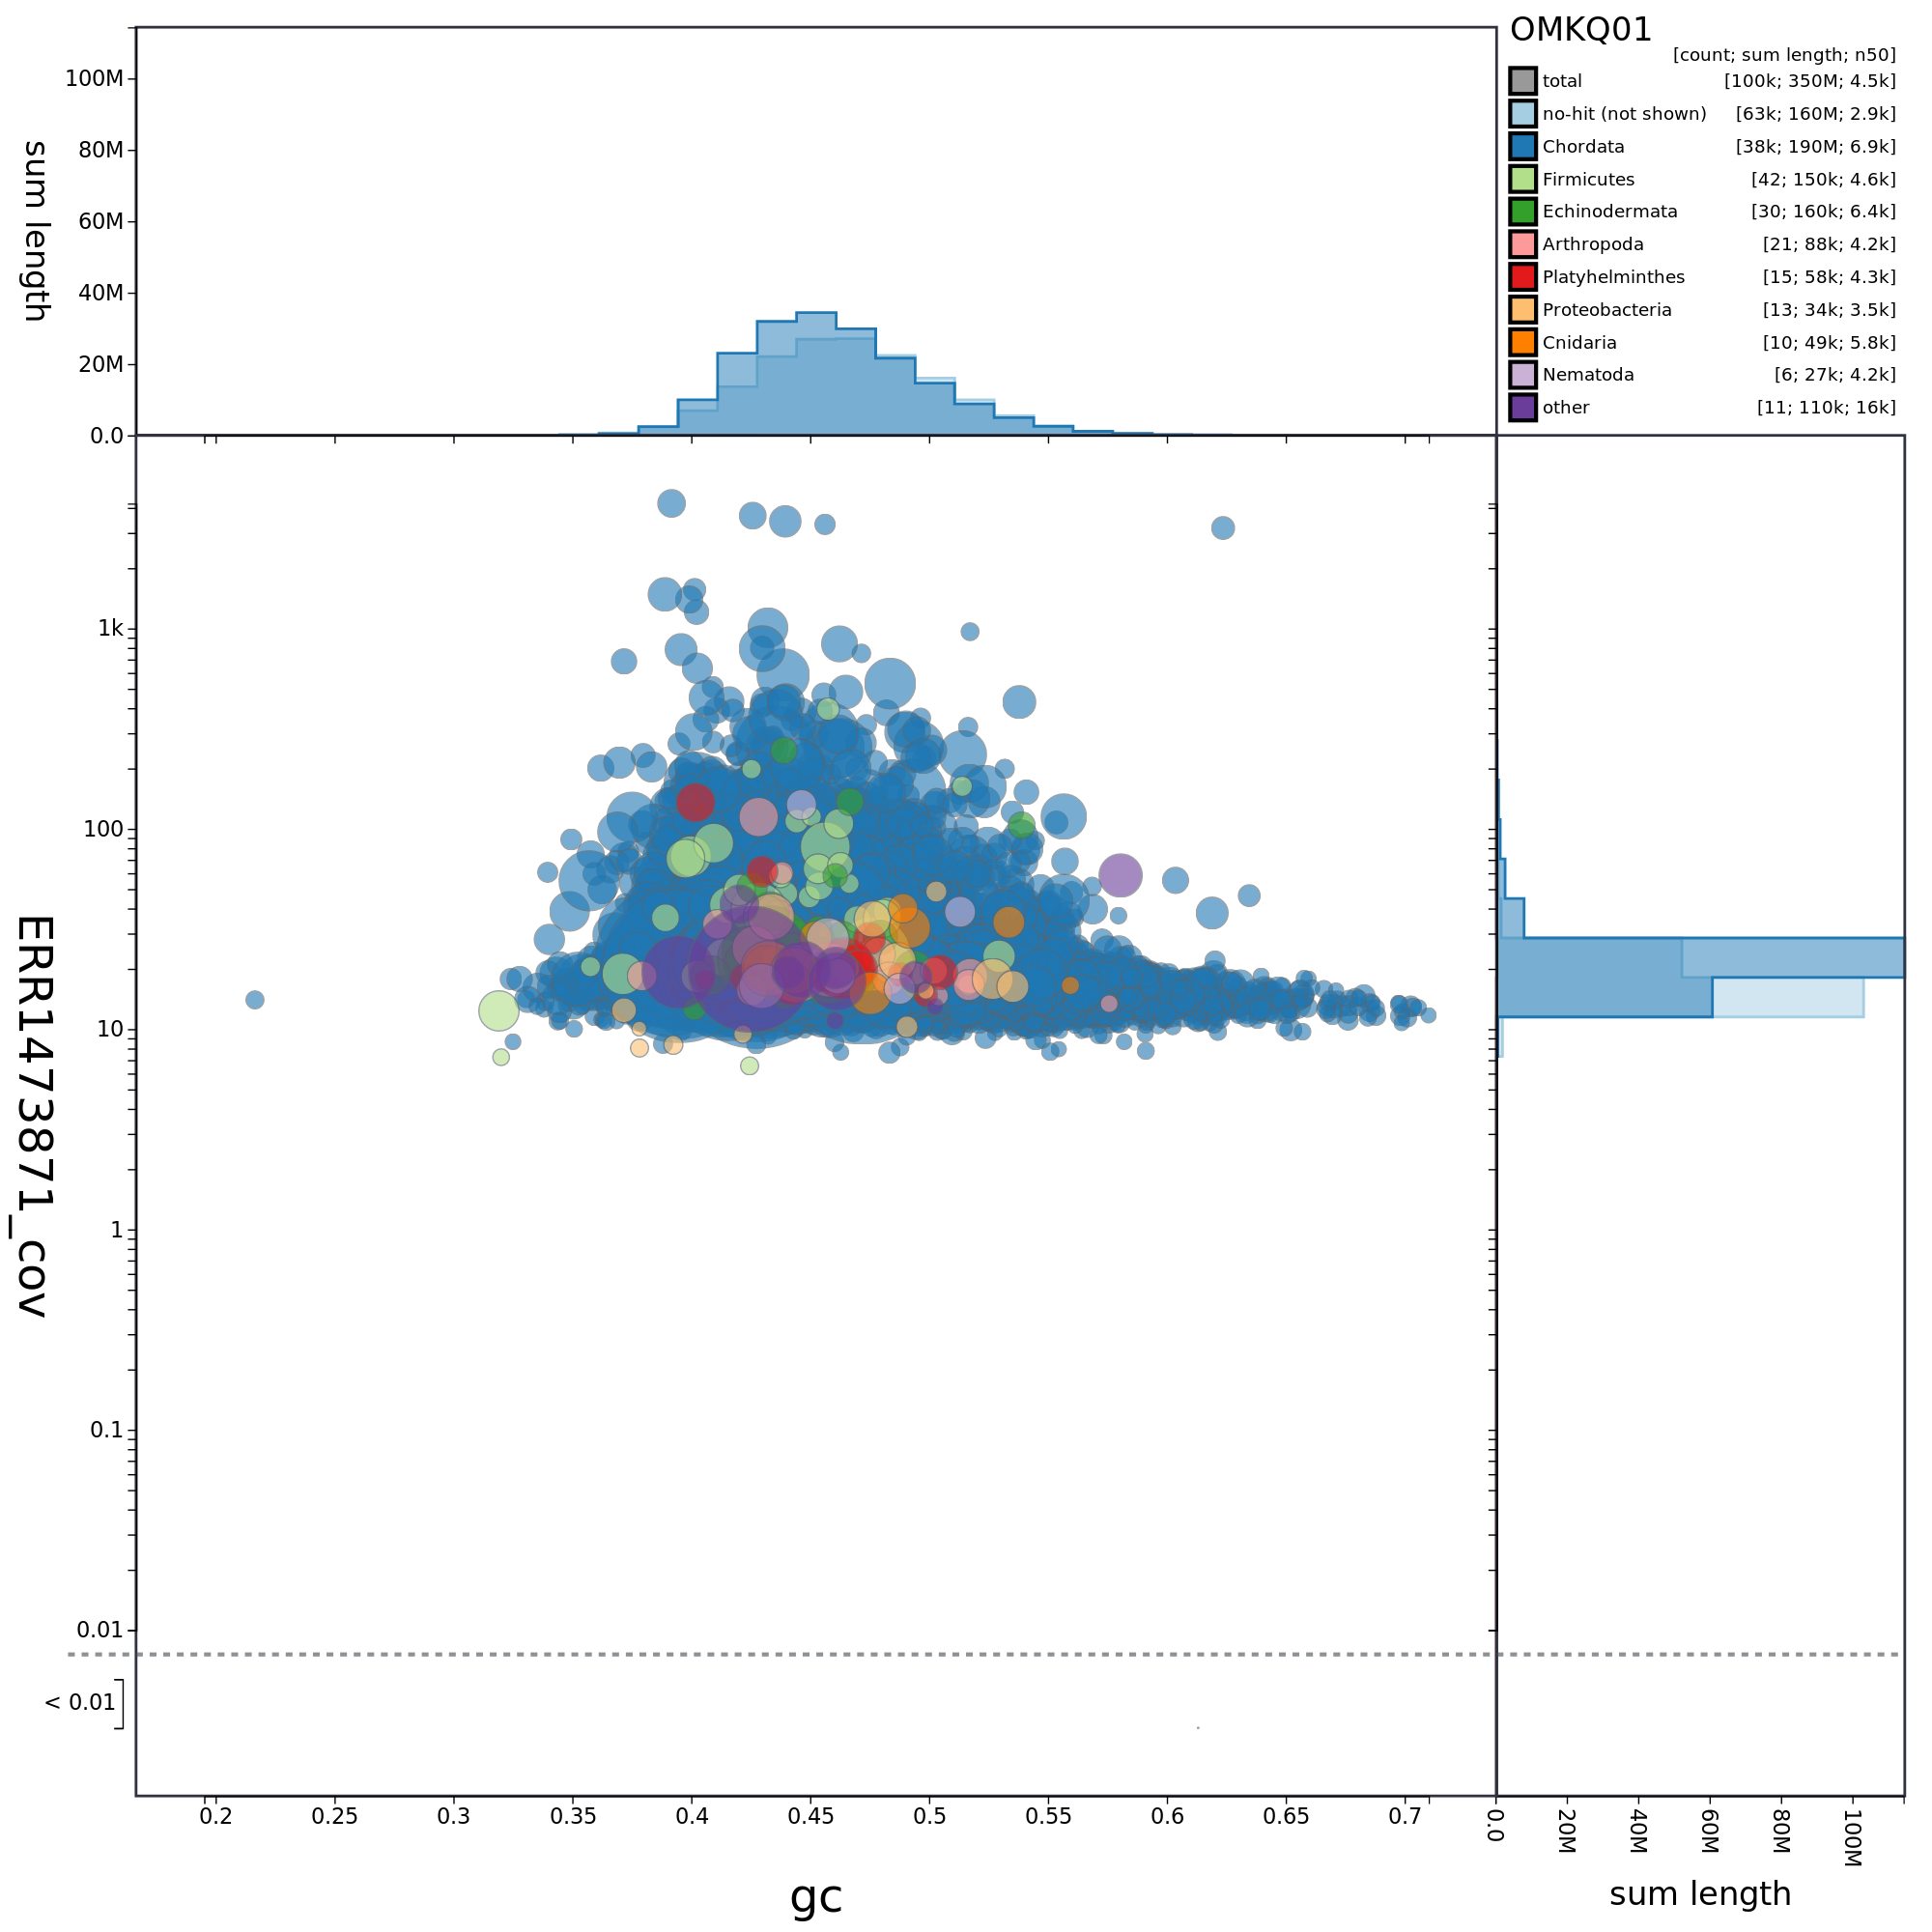 OMKQ01
[count; sum length; n50]
total [100k; 350M; 4.5k]
no-hit (not shown) [63k; 160M; 2.9k]
Chordata [38k; 190M; 6.9k]
Firmicutes [42; 150k; 4.6k]
Echinodermata [30; 160k; 6.4k]
Arthropoda [21; 88k; 4.2k]
Platyhelminthes [15; 58k; 4.3k]
Proteobacteria [13; 34k; 3.5k]
Cnidaria [10; 49k; 5.8k]
Nematoda [6; 27k; 4.2k]
other [11; 110k; 16k]
sum length
100M
80M
60M
40M
20M
0.0
ERR1473871_cov
1k
100
10
1
0.1
0.01
< 0.01
0.2 0.25 0.3 0.35 0.4 0.45 0.5 0.55 0.6 0.65 0.7
gc
0.0 20M 40M 60M 80M 100M
sum length